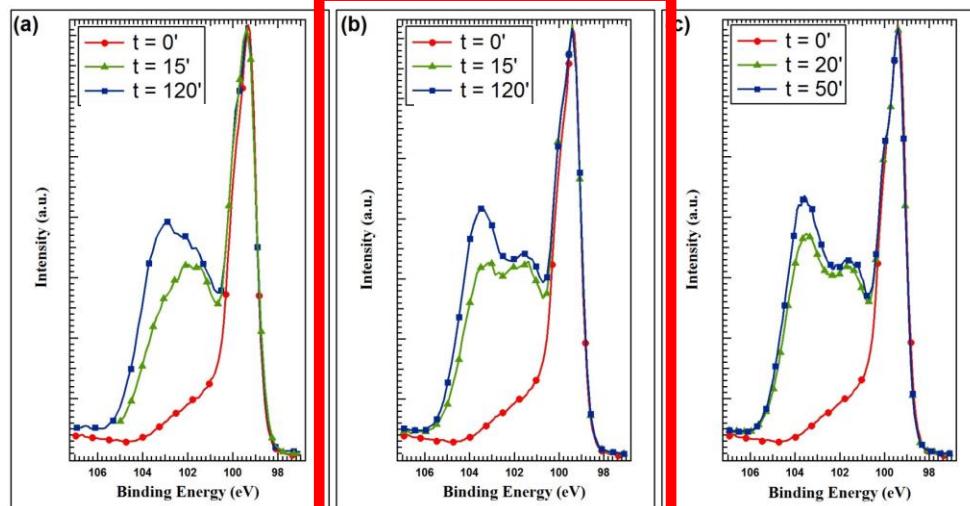 (a)
t = 0'
t = 15'
t = 120'
Intensity (a.u.)
106 104 102 100 98
Binding Energy (eV)
(b)
t = 0'
t = 15'
t = 120'
Intensity (a.u.)
106 104 102 100 98
Binding Energy (eV)
c)
t = 0'
t = 20'
t = 50'
Intensity (a.u.)
106 104 102 100 98
Binding Energy (eV)